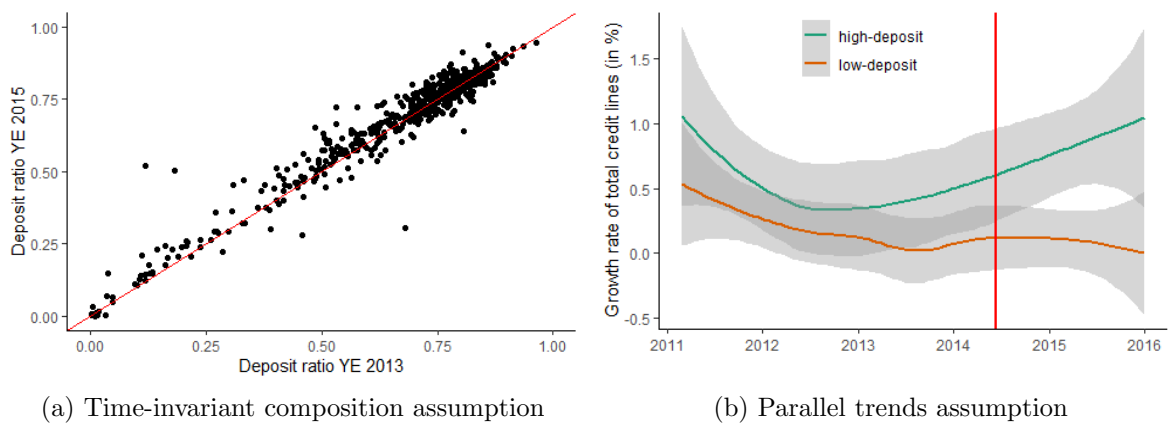 1.00
0.75
0.50
0.25
0.00
Deposit ratio YE 2015
0.00 0.25 0.50 0.75 1.00
Deposit ratio YE 2013
(a) Time-invariant composition assumption
high-deposit
low-deposit
1.5
1.0
0.5
0.0
-0.5
Growth rate of total credit lines (in %)
2011 2012 2013 2014 2015 2016
(b) Parallel trends assumption